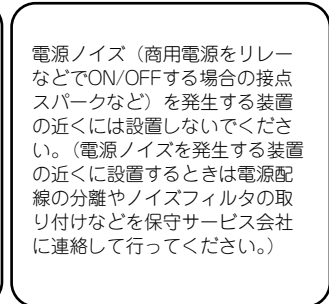 電源ノイズ（商用電源をリレー
などでON/OFFする場合の接点
スパークなど）を発生する装置
の近くには設置しないでくださ
い。（電源ノイズを発生する装置
の近くに設置するときは電源配
線の分離やノイズフィルタの取
り付けなどを保守サービス会社
に連絡して行ってください。）